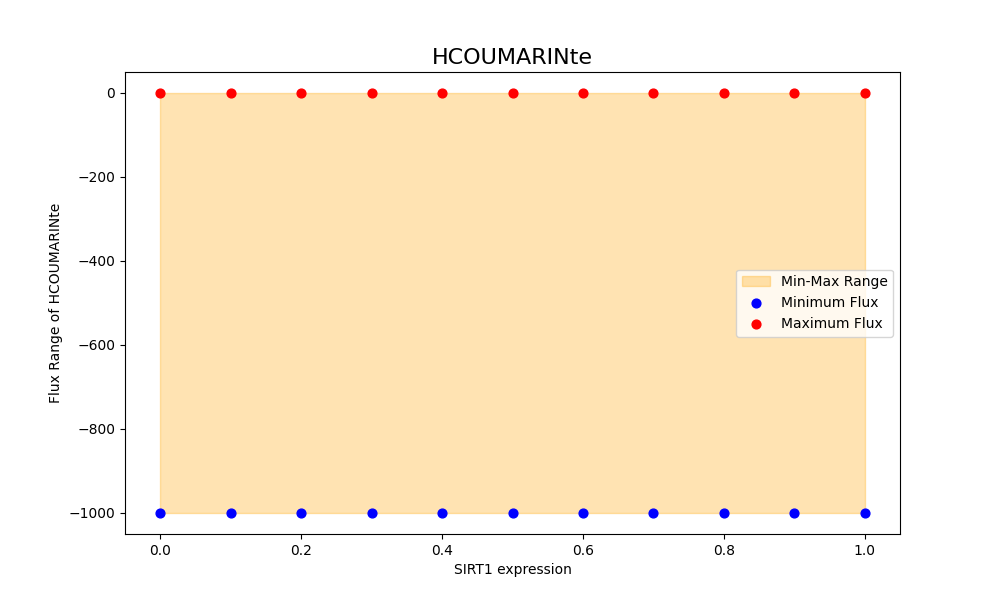 HCOUMARINte
Flux Range of HCOUMARINte
0
−200
−400
−600
−800
−1000
Min-Max Range
Minimum Flux
Maximum Flux
0.0 0.2 0.4 0.6 0.8 1.0
SIRT1 expression